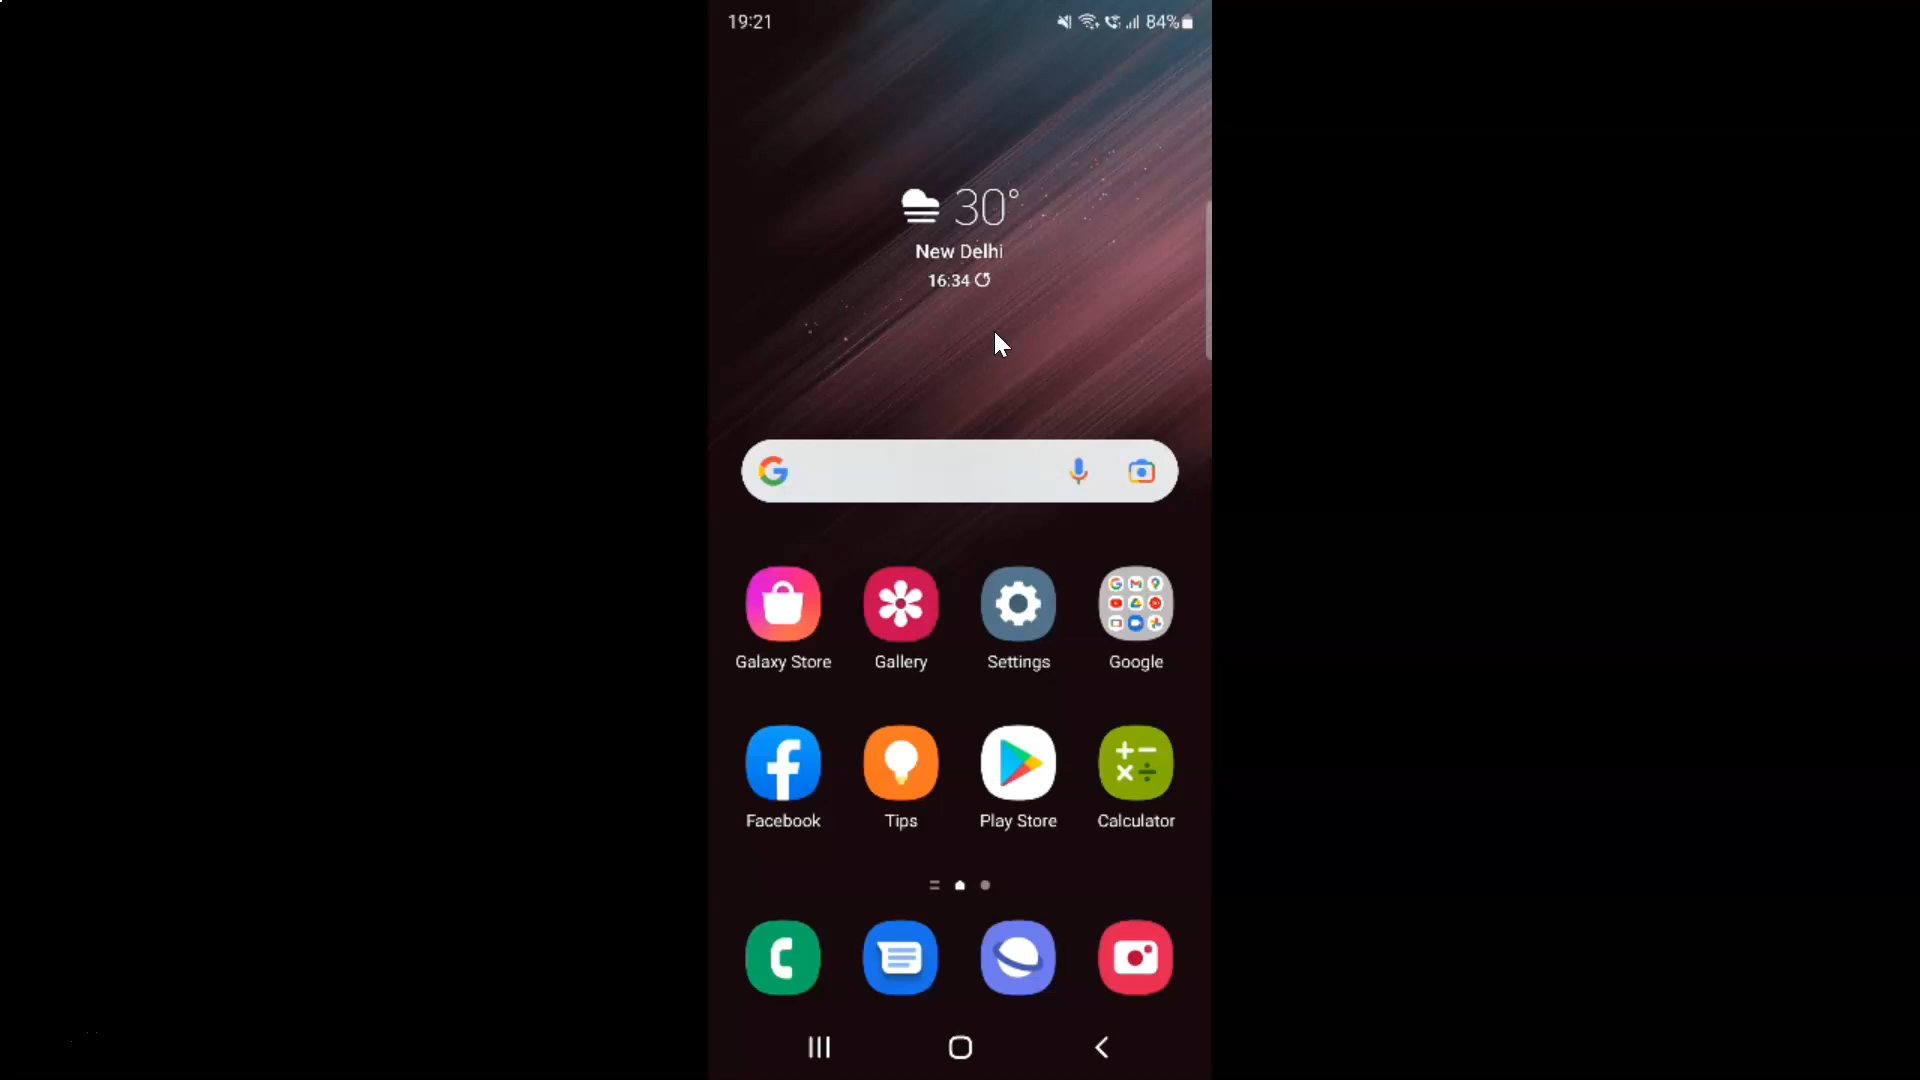 19:21 84%
30°
New Delhi
16:34
Galaxy Store Gallery Settings Google
Facebook Tips Play Store Calculator